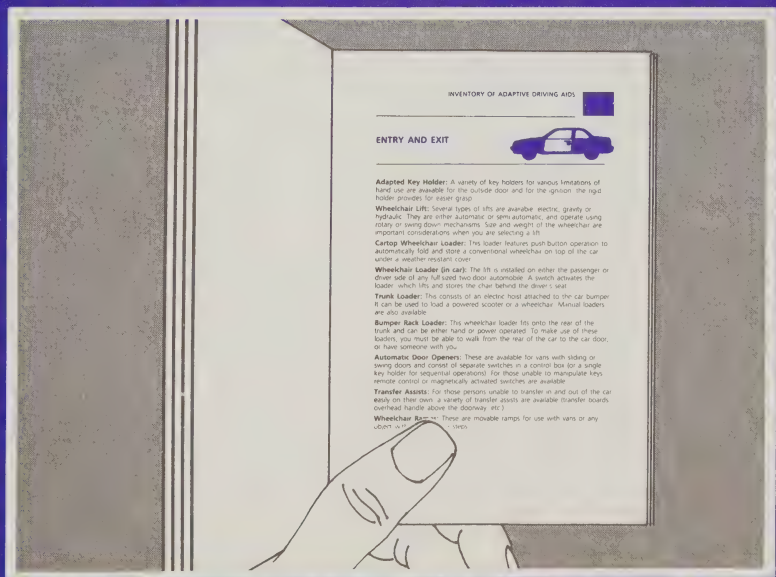 INVENTORY OF ADAPTIVE DRIVING AIDS
ENTRY AND EXIT
Adapted Key Holder: A variety of key holders for various limitations of
hand use are available for the outside door and for the ignition: the rigid
holder provides for easier grasp
Wheelchair Lift: Several types of lifts are available: electric, gravity or
hydraulic. They are either automatic or semi automatic, and operate using
rotary or swing down mechanisms. Size and weight of the wheelchair are
important considerations when you are selecting a lift
Cartop Wheelchair Loader: This loader features push button operation to
automatically fold and store a conventional wheelchair on top of the car
under a weather resistant cover
Wheelchair Loader (in car): The lift is installed on either the passenger or
driver side of any full sized two door automobile. A switch activates the
loader, which lifts and stores the chair behind the driver's seat
Trunk Loader: This consists of an electric hoist attached to the car bumper
It can be used to load a powered scooter or a wheelchair. Manual loaders
are also available
Bumper Rack Loader: This wheelchair loader fits onto the rear of the
trunk and can be either hand or power operated. To make use of these
loaders, you must be able to walk from the rear of the car to the car door,
or have someone with you
Automatic Door Openers: These are available for vans with sliding or
swing doors and consist of separate switches in a control box (or a single
key holder for sequential operations). For those unable to manipulate keys
remote control or magnetically activated switches are available
Transfer Assists: For those persons unable to transfer in and out of the car
easily on their own, a variety of transfer assists are available (transfer boards
overhead handle above the doorway, etc.)
Wheelchair These are movable ramps for use with vans or any
object steps